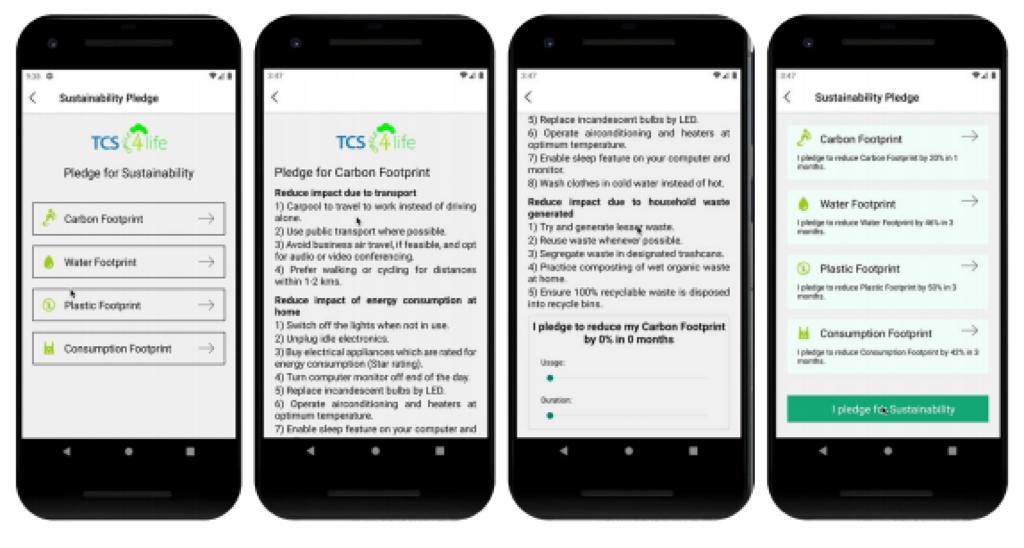 9:38
Sustainability Pledge
TCS 4 life
Pledge for Sustainability
Carbon Footprint
Water Footprint
Plastic Footprint
Consumption Footprint
3:47
TCS 4 life
Pledge for Carbon Footprint
Reduce impact due to transport
1) Carpool to travel to work instead of driving
alone.
2) Use public transport where possible.
3) Avoid business air travel, if feasible, and opt
for audio or video conferencing.
4) Prefer walking or cycling for distances
within 1-2 kms.
Reduce impact of energy consumption at
home
1) Switch off the lights when not in use.
2) Unplug idle electronics.
3) Buy electrical appliances which are rated for
energy consumption (Star rating).
4) Turn computer monitor off end of the day.
5) Replace incandescent bulbs by LED.
6) Operate airconditioning and heaters at
optimum temperature.
7) Enable sleep feature on your computer and
3:47
5) Replace incandescent bulbs by LED.
6) Operate airconditioning and heaters at
optimum temperature.
7) Enable sleep feature on your computer and
monitor.
8) Wash clothes in cold water instead of hot.
Reduce impact due to household waste
generated
1) Try and generate lesser waste.
2) Reuse waste whenever possible.
3) Segregate waste in designated trashcans.
4) Practice composting of wet organic waste
at home.
5) Ensure 100% recyclable waste is disposed
into recycle bins.
I pledge to reduce my Carbon Footprint
by 0% in 0 months
Usage:
Duration:
3:47
Sustainability Pledge
Carbon Footprint
I pledge to reduce Carbon Footprint by 20% in 1
months.
Water Footprint
I pledge to reduce Water Footprint by 46% in 3
months.
Plastic Footprint
I pledge to reduce Plastic Footprint by 50% in 3
months.
Consumption Footprint
I pledge to reduce Consumption Footprint by 42% in 3
months.
I pledge for Sustainability